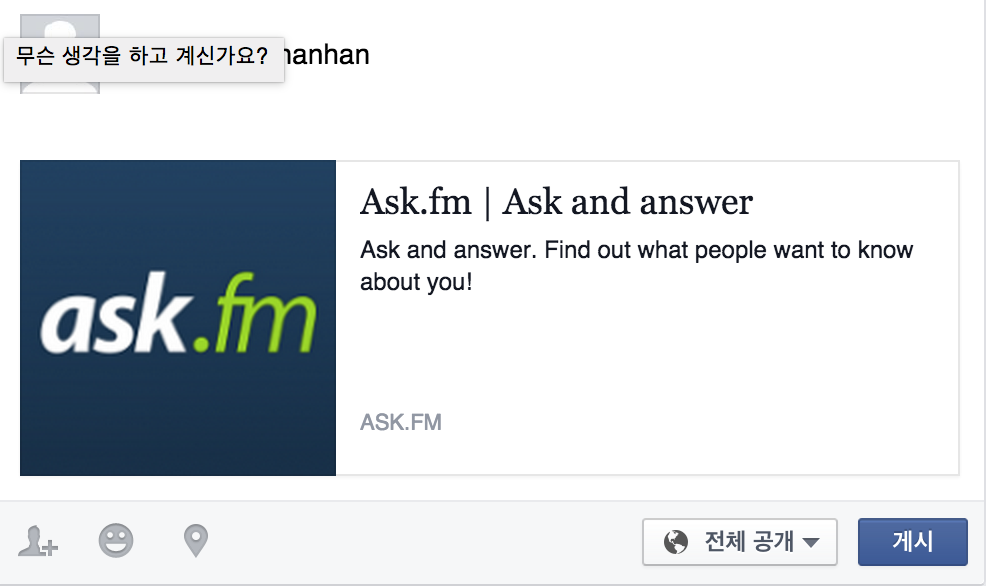 무슨 생각을 하고 계신가요?
nanhan
ask.fm
Ask.fm | Ask and answer
Ask and answer. Find out what people want to know
about you!
ASK.FM
전체 공개
게시